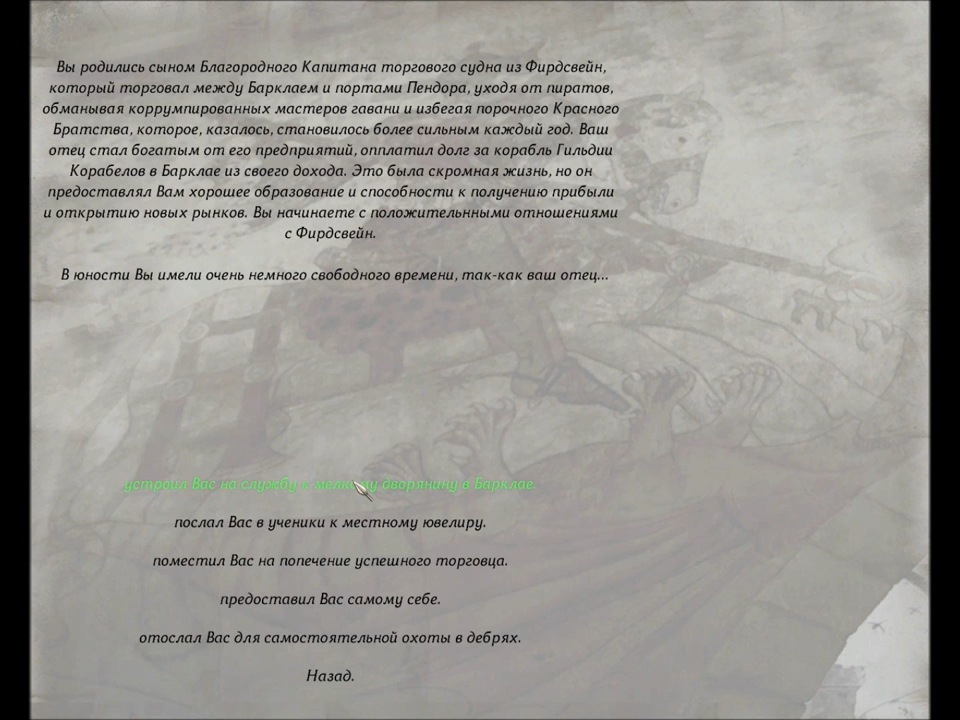 Вы родились сыном Благородного Капитана торгового судна из Фирдсвейн,
который торговал между Барклаем и портами Пендора, уходя от пиратов,
обманывая коррумпированных мастеров гавани и избегая порочного Красного
Братства, которое, казалось, становилось более сильным каждый год. Ваш
отец стал богатым от его предприятий, опплатил долг за корабль Гильдии
Корабелов в Барклае из своего дохода. Это была скромная жизнь, но он
предоставлял Вам хорошее образование и способности к получению прибыли
и открытию новых рынков. Вы начинаете с положительнными отношениями
с Фирдсвейн.
В юности Вы имели очень немного свободного времени, так-как ваш отец...
устроил Вас на службу к мелкому дворянину в Барклае.
послал Вас в ученики к местному ювелиру.
поместил Вас на попечение успешного торговца.
предоставил Вас самому себе.
отослал Вас для самостоятельной охоты в дебрях.
Назад.